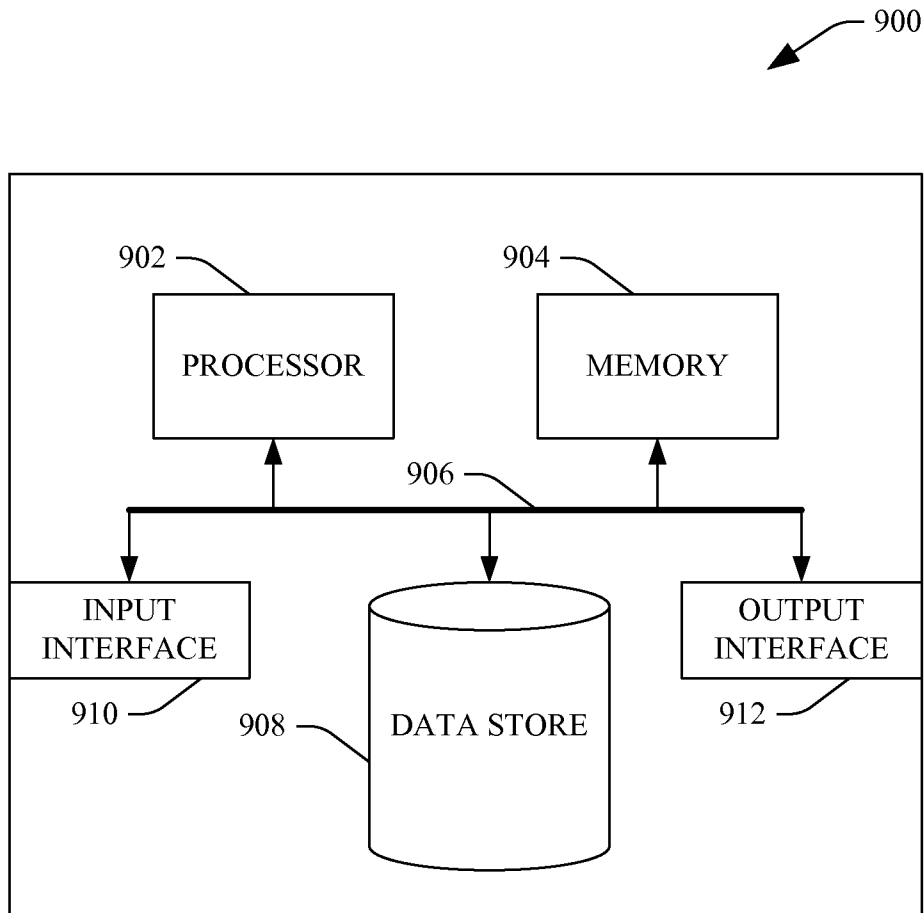 900
902
904
PROCESSOR
MEMORY
906
INPUT
INTERFACE
OUTPUT
INTERFACE
910
908
DATA STORE
912